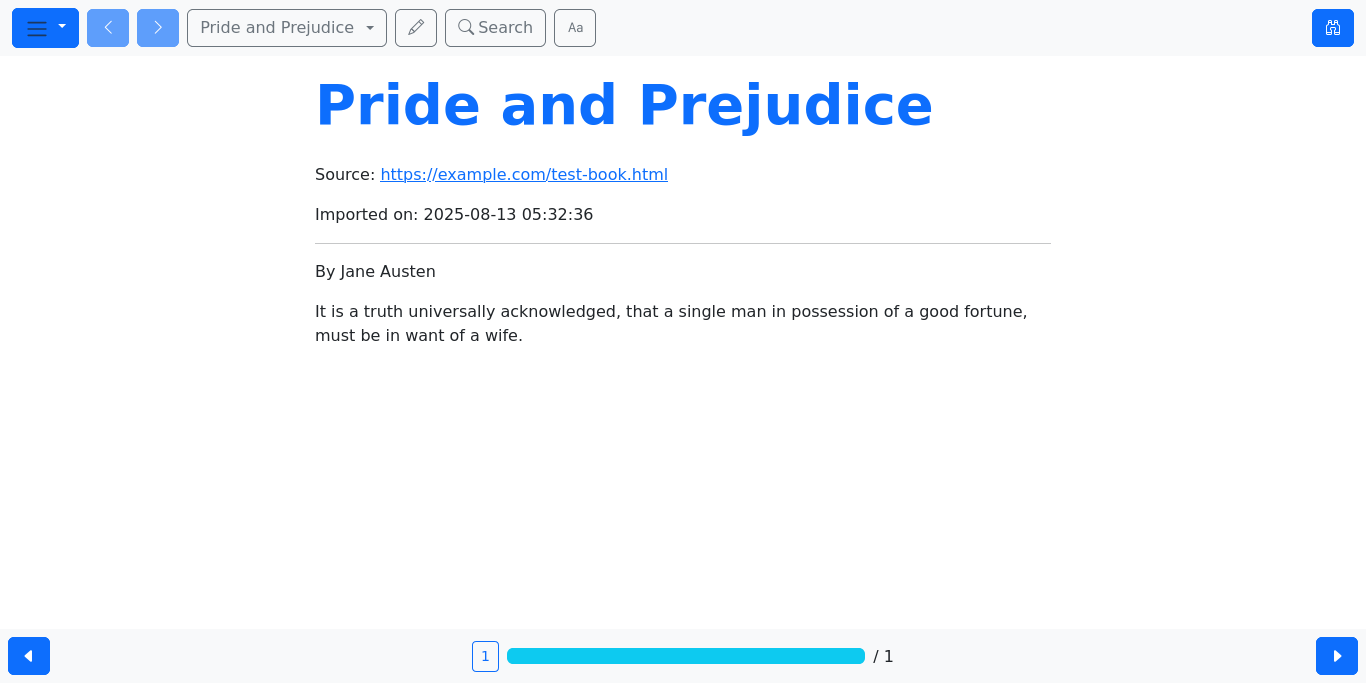 Pride and Prejudice
Search
Aa
Pride and Prejudice
Source: https://example.com/test-book.html
Imported on: 2025-08-13 05:32:36
By Jane Austen
It is a truth universally acknowledged, that a single man in possession of a good fortune,
must be in want of a wife.
1 / 1